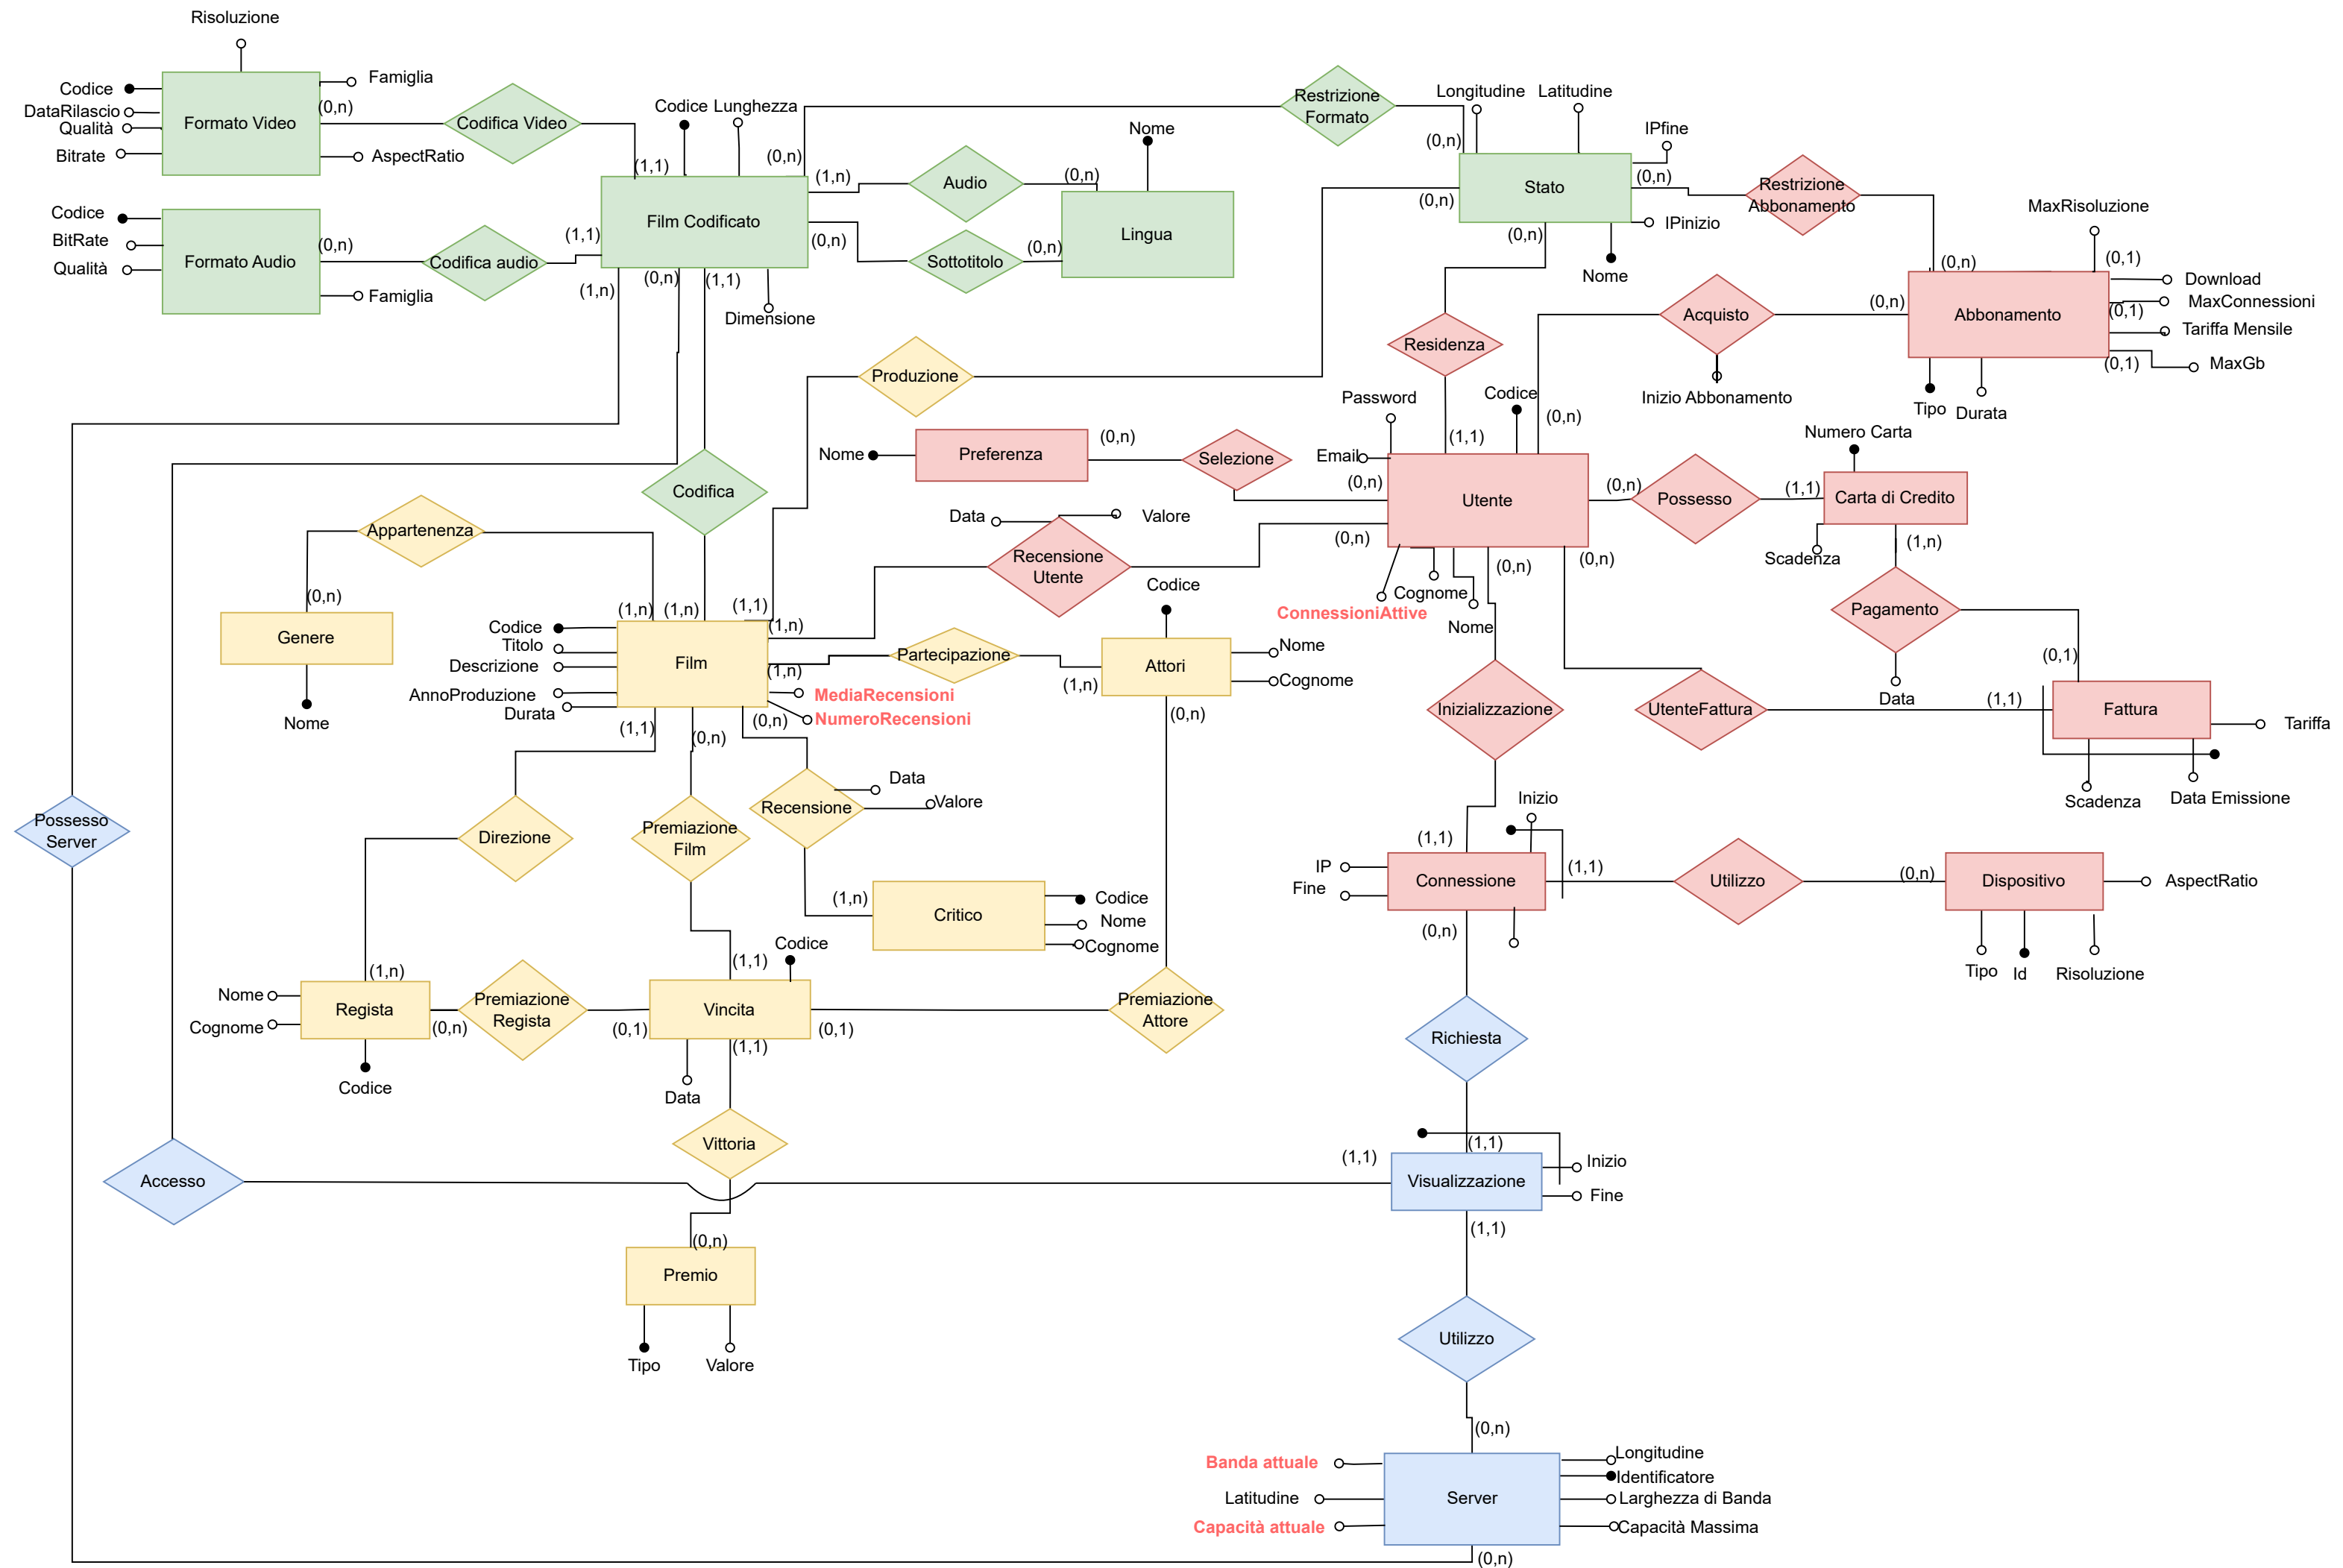 Risoluzione
Codice
DataRilascio
Qualità
Bitrate
Formato Video
Famiglia
(0,n)
AspectRatio
Codifica Video
Codice
BitRate
Qualità
Formato Audio
(0,n)
Famiglia
Codifica audio
Codice
Lunghezza
(1,1)
(0,n)
(1,n)
Film Codificato
(1,1)
(0,n)
(1,n)
(0,n)
(1,1)
Dimensione
Audio
(0,n)
Nome
Lingua
Sottotitolo
(0,n)
Restrizione
Formato
Longitudine
Latitudine
IPfine
(0,n)
Stato
(0,n)
(0,n)
IPinizio
(0,n)
Nome
Restrizione
Abbonamento
MaxRisoluzione
(0,n)
(0,1)
Download
MaxConnessioni
(0,1)
Tariffa Mensile
(0,1)
MaxGb
Abbonamento
(0,n)
Tipo
Durata
Acquisto
Inizio Abbonamento
Residenza
Produzione
Password
Codice
(0,n)
(1,1)
Email
(0,n)
Utente
(0,n)
(0,n)
(0,n)
(0,n)
Cognome
Nome
ConnessioniAttive
Nome
Preferenza
(0,n)
Selezione
Numero Carta
Possesso
(1,1)
Carta di Credito
Scadenza
(1,n)
Pagamento
Data
(0,1)
UtenteFattura
(1,1)
Fattura
Tariffa
Scadenza
Data Emissione
Codifica
Appartenenza
(0,n)
Genere
Nome
Data
Valore
Recensione
Utente
(1,n)
(1,n)
(1,1)
(1,n)
Codice
Titolo
Descrizione
AnnoProduzione
Durata
Film
(1,n)
MediaRecensioni
NumeroRecensioni
(1,1)
(0,n)
(0,n)
Partecipazione
(1,n)
Codice
Attori
Nome
Cognome
(0,n)
Inizializzazione
Possesso
Server
Direzione
Premiazione
Film
Recensione
Data
Valore
(1,n)
Critico
Codice
Nome
Cognome
Inizio
(1,1)
IP
Fine
Connessione
(1,1)
(0,n)
Utilizzo
(0,n)
Dispositivo
AspectRatio
Tipo
Id
Risoluzione
(1,n)
Nome
Cognome
Regista
(0,n)
Codice
Premiazione
Regista
(0,1)
Codice
(1,1)
Vincita
(0,1)
(1,1)
Data
Premiazione
Attore
Richiesta
Vittoria
Accesso
(1,1)
(1,1)
Visualizzazione
Inizio
Fine
(1,1)
(0,n)
Premio
Tipo
Valore
Utilizzo
(0,n)
Banda attuale
Latitudine
Capacità attuale
Server
Longitudine
Identificatore
Larghezza di Banda
Capacità Massima
(0,n)